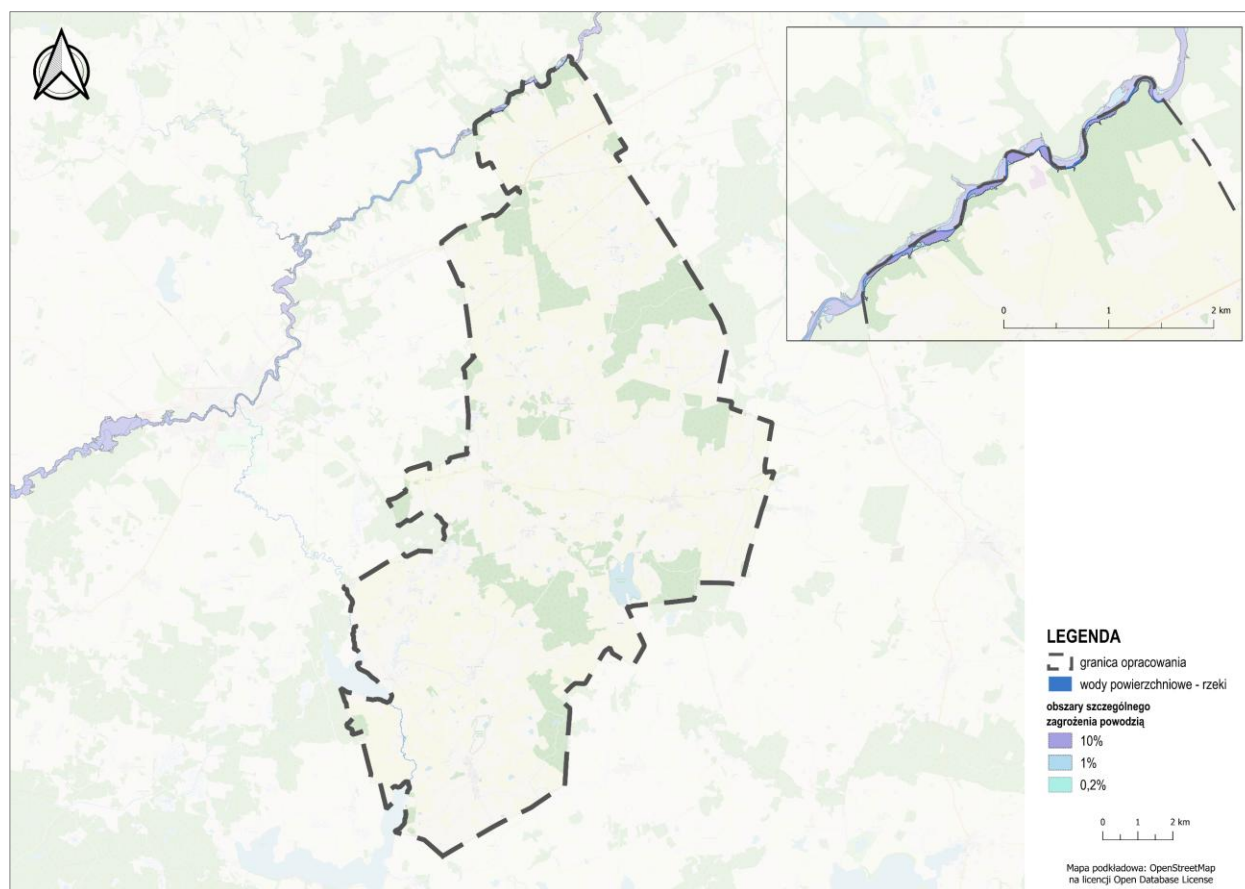 0 1 2 km
LEGENDA
granica opracowania
wody powierzchniowe - rzeki
obszary szczególnego
zagrożenia powodzią
10%
1%
0,2%
0 1 2 km
Mapa podkładowa: OpenStreetMap
na licencji Open Database License